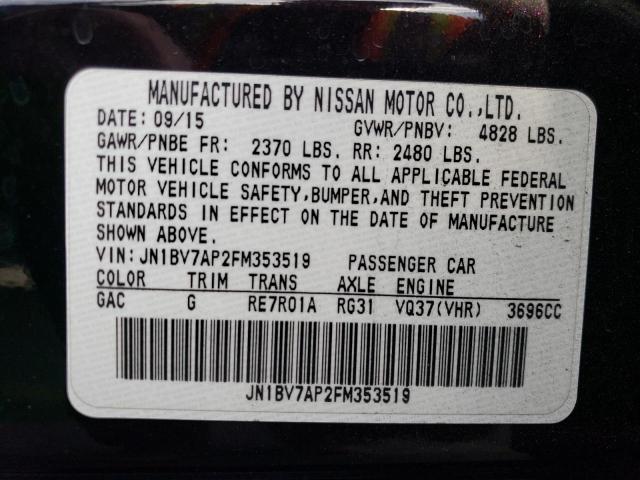 MANUFACTURED BY NISSAN MOTOR CO.,LTD.
DATE: 09/15 GVWR/PNBV: 4828 LBS.
GAWR/PNBE FR: 2370 LBS. RR: 2480 LBS.
THIS VEHICLE CONFORMS TO ALL APPLICABLE FEDERAL
MOTOR VEHICLE SAFETY,BUMPER,AND THEFT PREVENTION
STANDARDS IN EFFECT ON THE DATE OF MANUFACTURE
SHOWN ABOVE.
VIN:JN1BV7AP2FM353519 PASSENGER CAR
COLOR TRIM TRANS AXLE ENGINE
GAC G RE7R01A RG31 VQ37(VHR) 3696CC
JN1BV7AP2FM353519